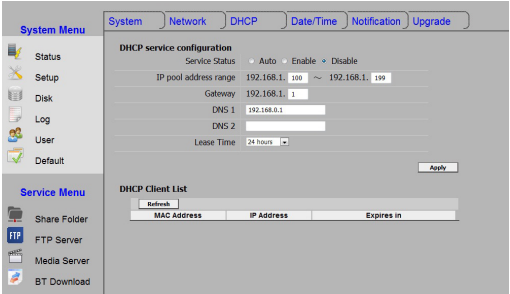 System Network DHCP Date/Time Notification Upgrade
System Menu
Status
Setup
Disk
Log
User
Default
Service Menu
Share Folder
FTP
FTP Server
Media Server
BT Download
DHCP service configuration
Service Status Auto Enable Disable
IP pool address range 192.168.1. 100 ~ 192.168.1. 199
Gateway 192.168.1. 1
DNS 1 192.168.0.1
DNS 2
Lease Time 24 hours
Apply
DHCP Client List
Refresh
MAC Address IP Address Expires in